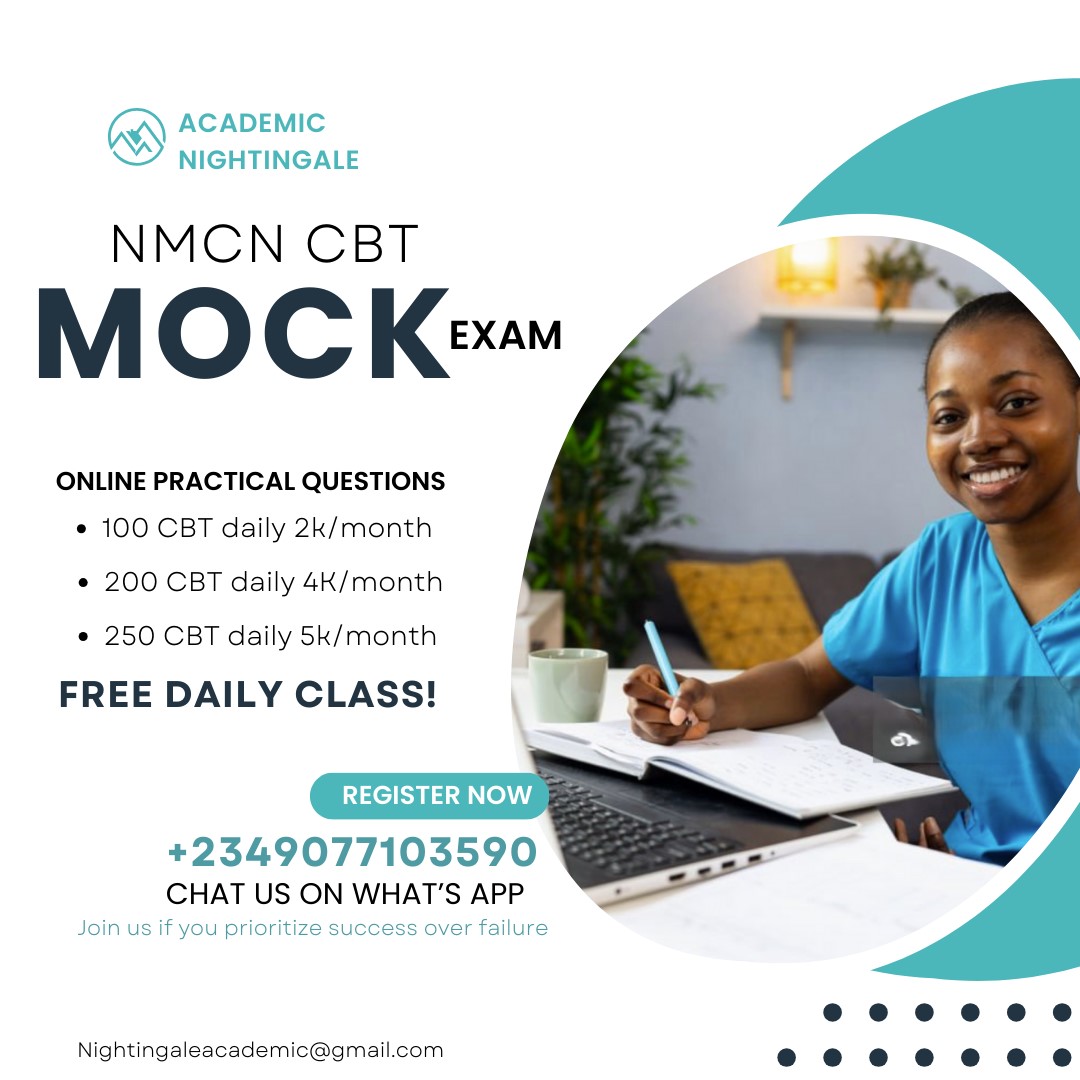 ACADEMIC
NIGHTINGALE
NMCN CBT
MOCK EXAM
ONLINE PRACTICAL QUESTIONS
• 100 CBT daily 2k/month
• 200 CBT daily 4K/month
• 250 CBT daily 5k/month
FREE DAILY CLASS!
REGISTER NOW
+2349077103590
CHAT US ON WHAT'S APP
Join us if you prioritize success over failure
Nightingaleacademic@gmail.com